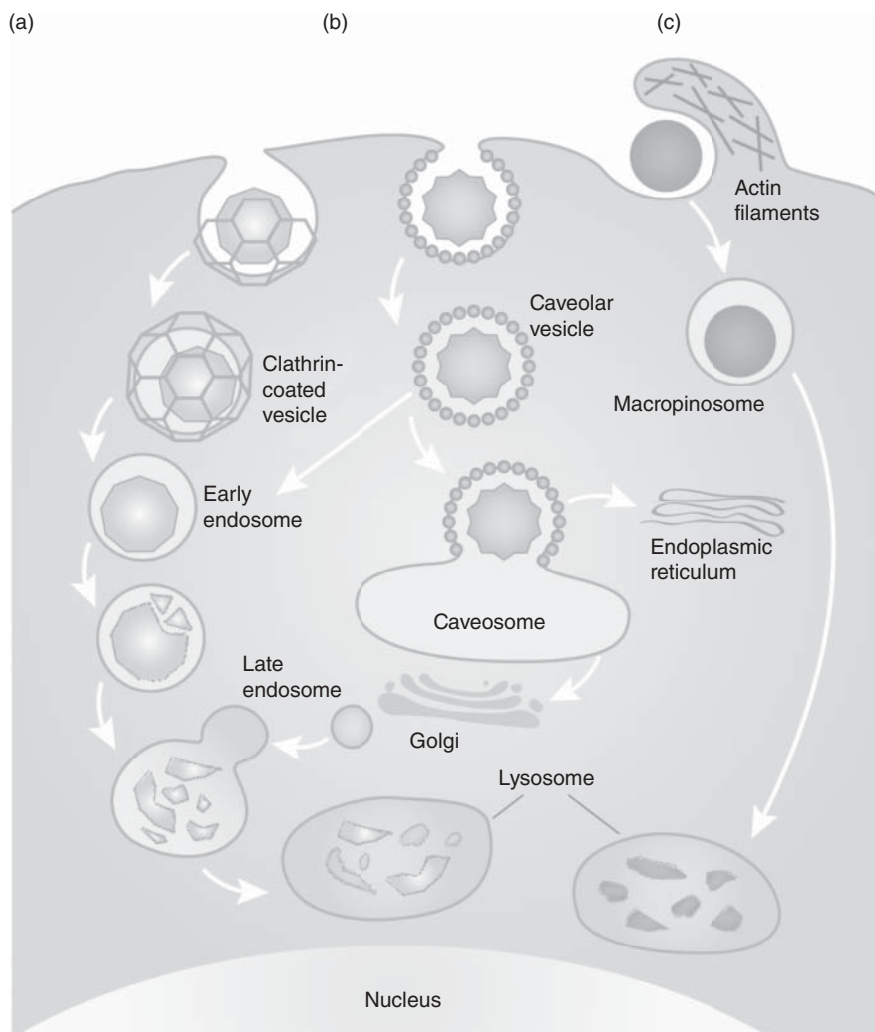 (a)
(b)
(c)
Actin
filaments
Caveolar
vesicle
Clathrin-
coated
vesicle
Macropinosome
Early
endosome
Endoplasmic
reticulum
Caveosome
Late
endosome
Golgi
Lysosome
Nucleus